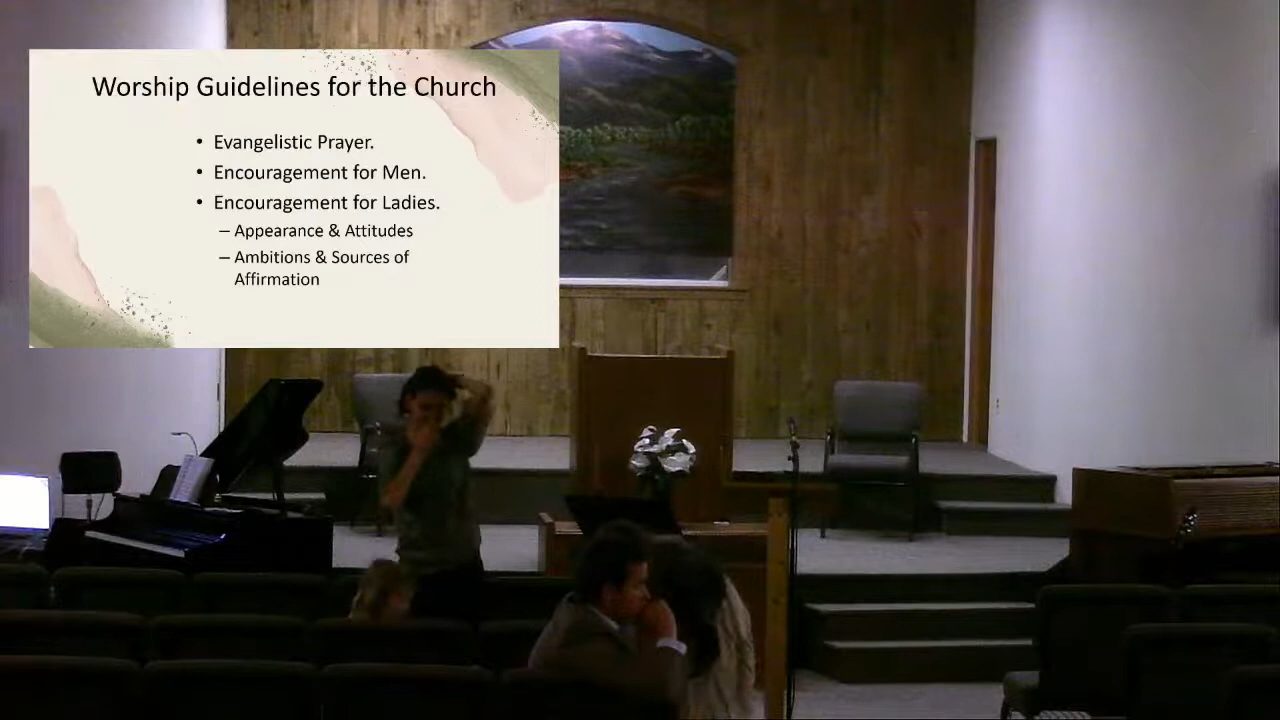 Worship Guidelines for the Church
• Evangelistic Prayer.
• Encouragement for Men.
• Encouragement for Ladies.
– Appearance & Attitudes
– Ambitions & Sources of
Affirmation